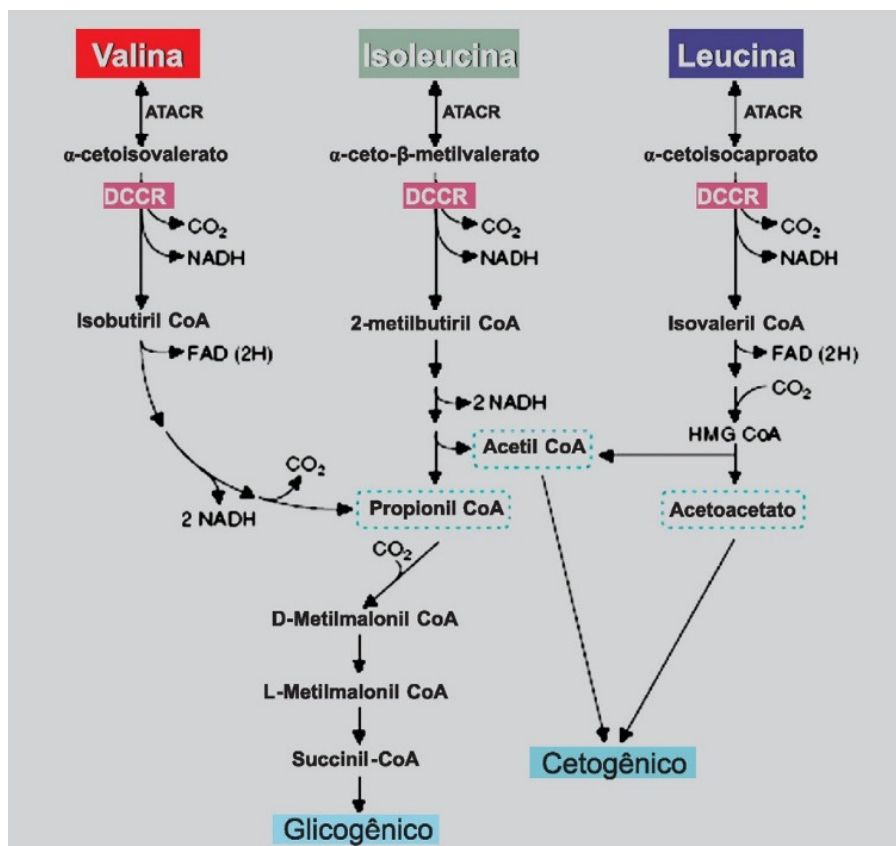 Valina
Isoleucina
Leucina
ATACR
ATACR
ATACR
α-cetoisovalerato
α-ceto-β-metilvalerato
α-cetoisocaproato
DCCR
DCCR
DCCR
CO₂
CO₂
CO₂
NADH
NADH
NADH
Isobutiril CoA
2-metilbutiril CoA
Isovaleril CoA
FAD (2H)
FAD (2H)
CO₂
2 NADH
HMG CoA
Acetil CoA
CO₂
2 NADH
Propionil CoA
Acetoacetato
CO₂
D-Metilmalonil CoA
L-Metilmalonil CoA
Succinil-CoA
Cetogênico
Glicogênico